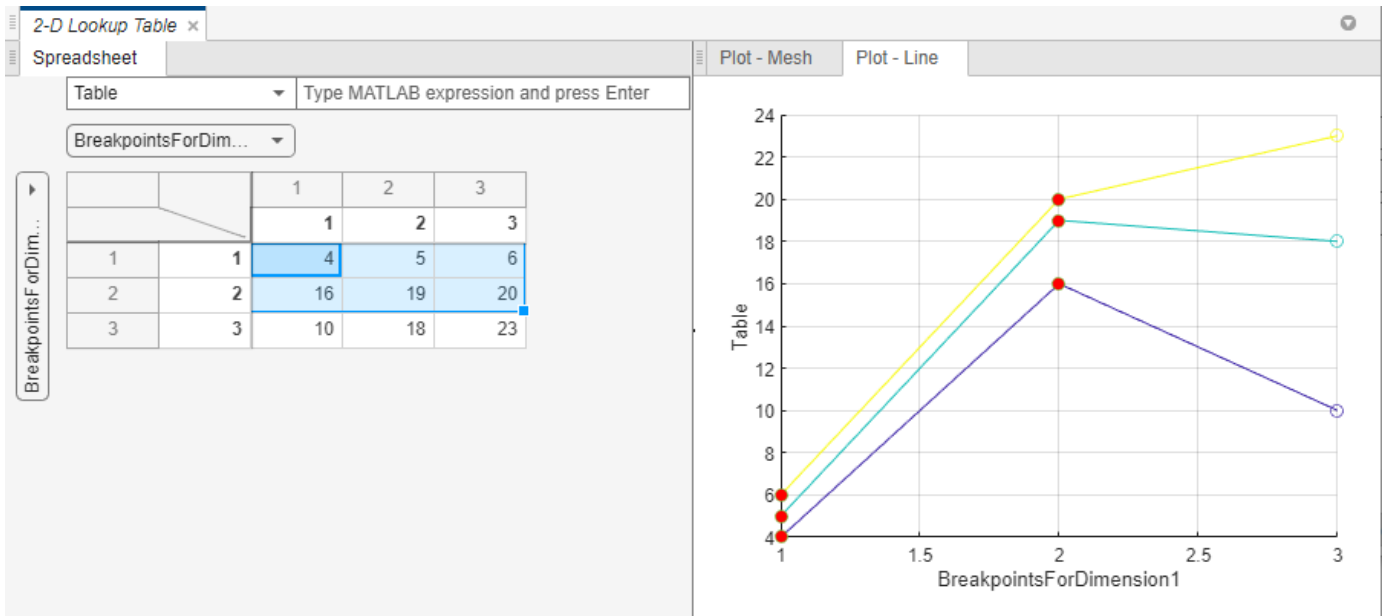 2-D Lookup Table ×
Spreadsheet
Table
Type MATLAB expression and press Enter
BreakpointsForDim...
BreakpointsForDim...
1 2 3
1 2 3
1 1 4 5 6
2 2 16 19 20
3 3 10 18 23
Plot - Mesh
Plot - Line
Table
24
22
20
18
16
14
12
10
8
6
4
1 1.5 2 2.5 3
BreakpointsForDimension1